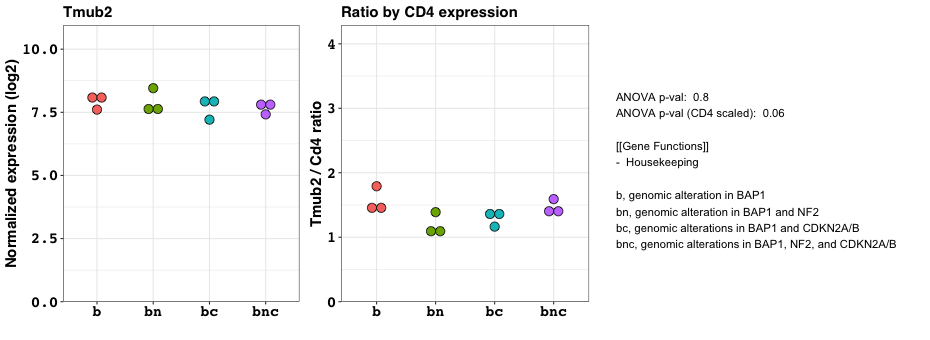 Tmub2
Normalized expression (log2)
10.0
7.5
5.0
2.5
0.0
b bn bc bnc
Ratio by CD4 expression
Tmub2 / Cd4 ratio
4
3
2
1
0
b bn bc bnc
ANOVA p-val: 0.8
ANOVA p-val (CD4 scaled): 0.06
[[Gene Functions]]
- Housekeeping
b, genomic alteration in BAP1
bn, genomic alteration in BAP1 and NF2
bc, genomic alterations in BAP1 and CDKN2A/B
bnc, genomic alterations in BAP1, NF2, and CDKN2A/B